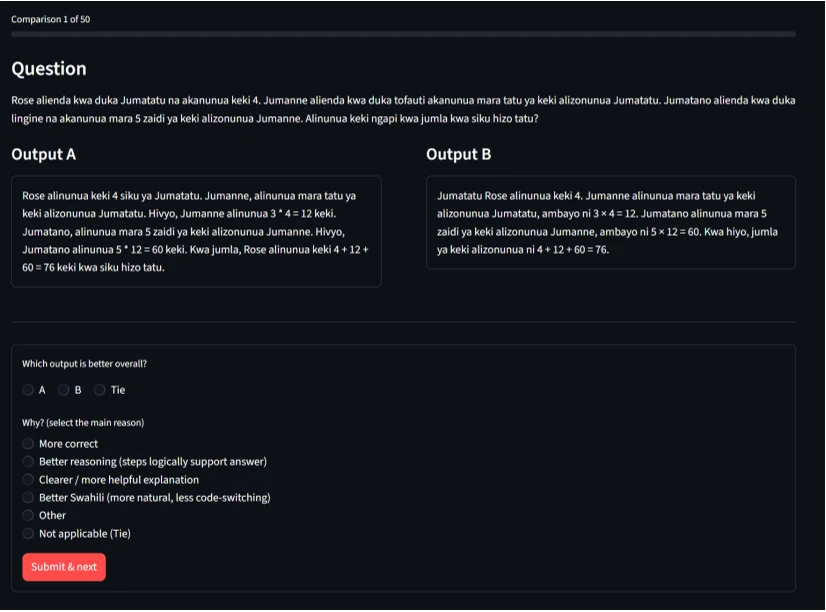 Comparison 1 of 50
Question
Rose alienda kwa duka Jumatatu na akanunua keki 4. Jumanne alienda kwa duka tofauti akanunua mara tatu ya keki alizonunua Jumatatu. Jumatano alienda kwa duka
lingine na akanunua mara 5 zaidi ya keki alizonunua Jumanne. Alinunua keki ngapi kwa jumla kwa siku hizo tatu?
Output A
Rose alinunua keki 4 siku ya Jumatatu. Jumanne, alinunua mara tatu ya
keki alizonunua Jumatatu. Hivyo, Jumanne alinunua 3 * 4 = 12 keki.
Jumatano, alinunua mara 5 zaidi ya keki alizonunua Jumanne. Hivyo,
Jumatano alinunua 5 * 12 = 60 keki. Kwa jumla, Rose alinunua keki 4 + 12 +
60 = 76 keki kwa siku hizo tatu.
Output B
Jumatatu Rose alinunua keki 4. Jumanne alinunua mara tatu ya keki
alizonunua Jumatatu, ambayo ni 3 × 4 = 12. Jumatano alinunua mara 5
zaidi ya keki alizonunua Jumanne, ambayo ni 5 × 12 = 60. Kwa hiyo, jumla
ya keki alizonunua ni 4 + 12 + 60 = 76.
Which output is better overall?
A B Tie
Why? (select the main reason)
More correct
Better reasoning (steps logically support answer)
Clearer / more helpful explanation
Better Swahili (more natural, less code-switching)
Other
Not applicable (Tie)
Submit & next